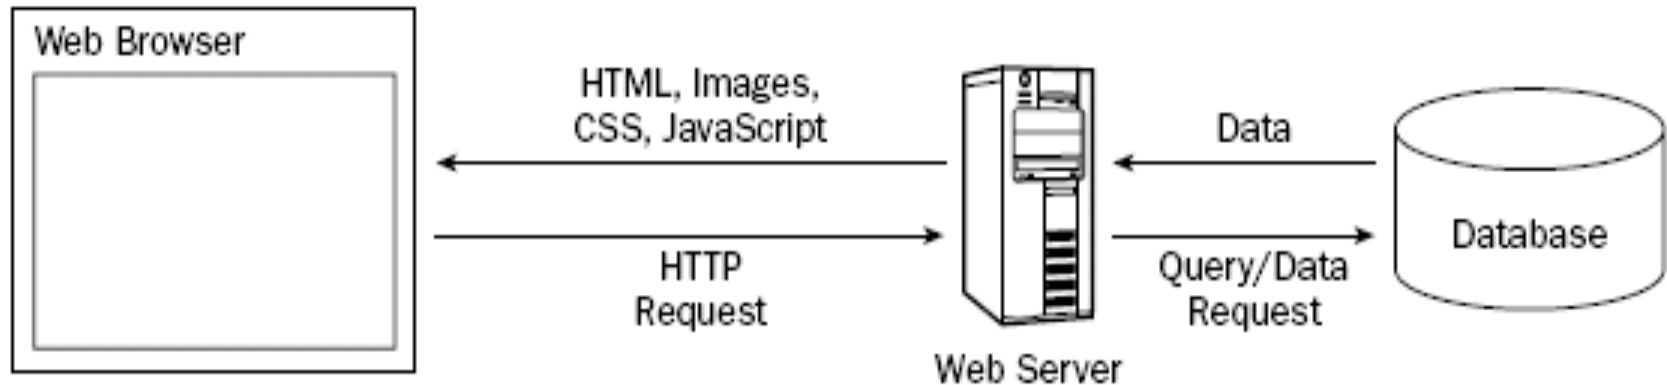 Web Browser
HTML, Images,
CSS, JavaScript
HTTP
Request
Web Server
Data
Query/Data
Request
Database